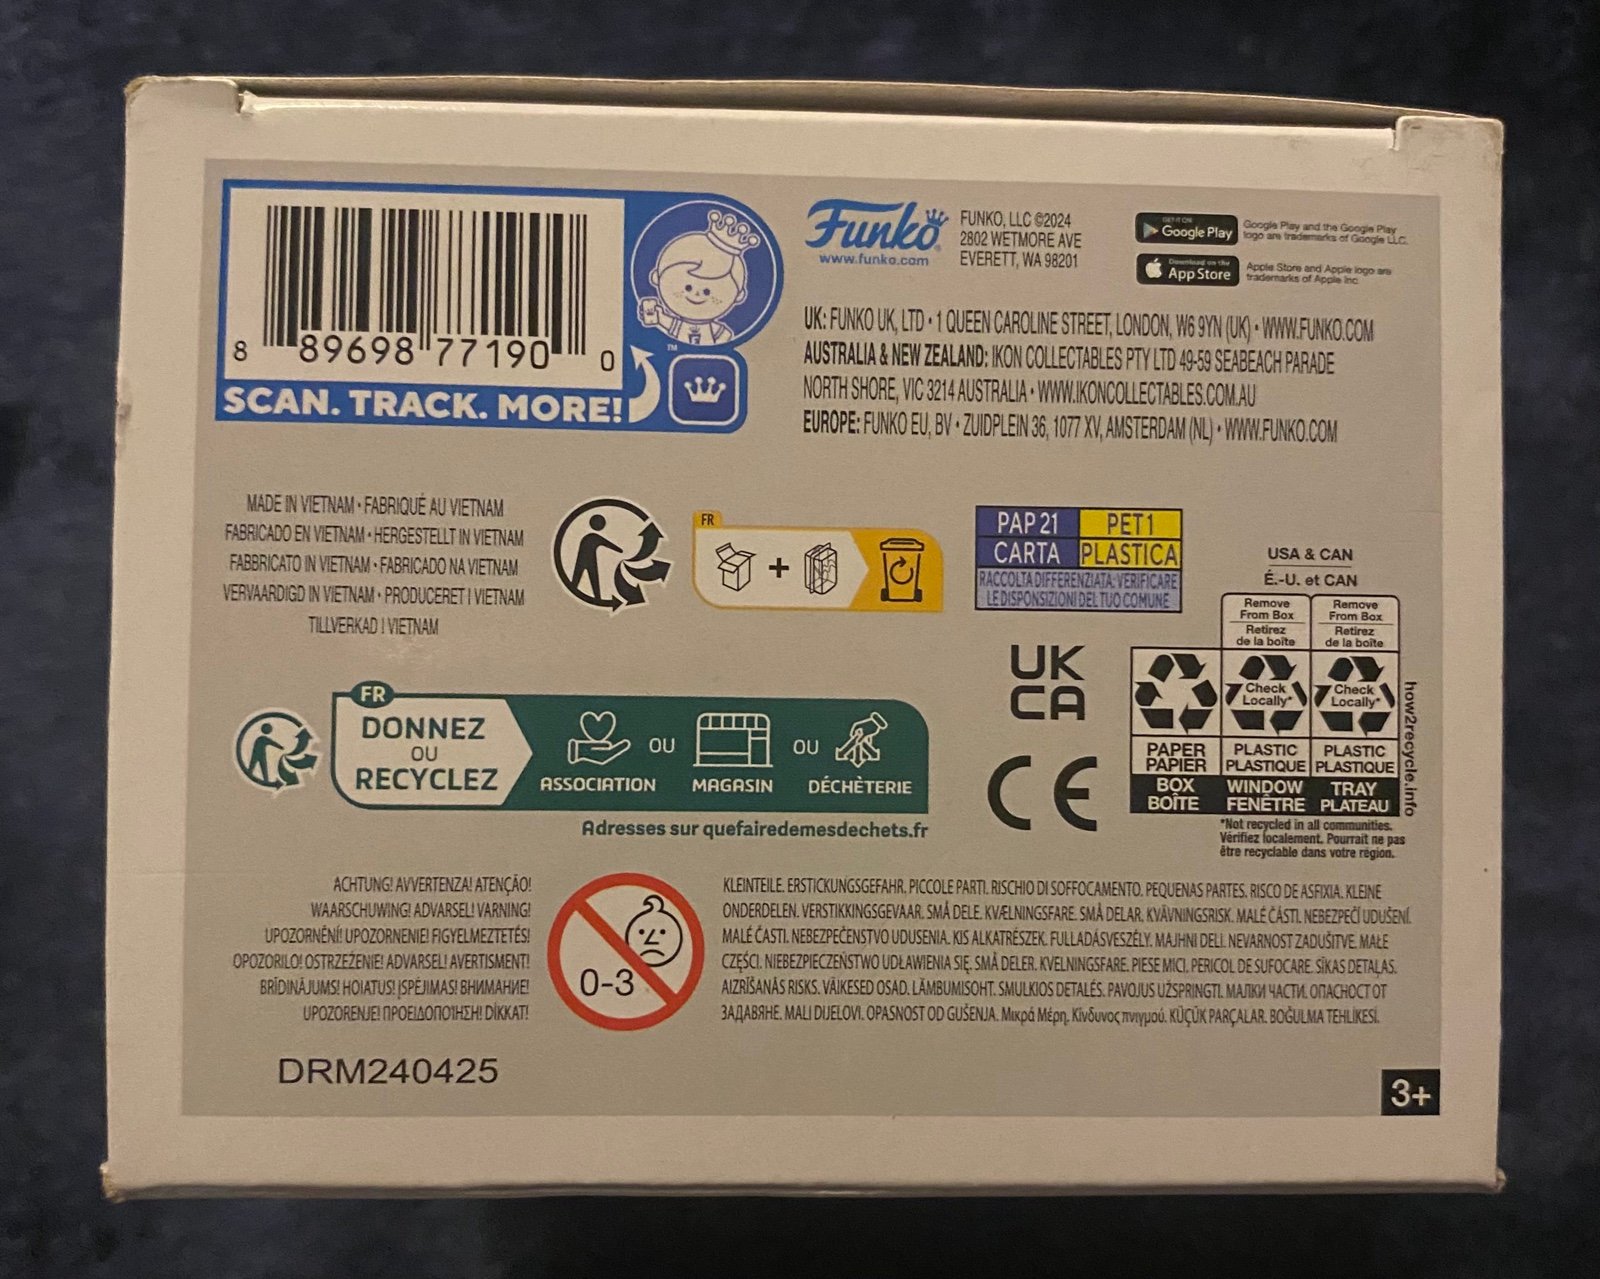 8 89698 77190 0
SCAN. TRACK. MORE!
™
Funko
www.funko.com
FUNKO, LLC ©2024
2802 WETMORE AVE
EVERETT, WA 98201
GET IT ON
Google Play
Google Play and the Google Play
logo are trademarks of Google LLC.
Download on the
App Store
Apple Store and Apple logo are
trademarks of Apple Inc
UK: FUNKO UK, LTD • 1 QUEEN CAROLINE STREET, LONDON, W6 9YN (UK) • WWW.FUNKO.COM
AUSTRALIA & NEW ZEALAND: IKON COLLECTABLES PTY LTD 49-59 SEABEACH PARADE
NORTH SHORE, VIC 3214 AUSTRALIA • WWW.IKONCOLLECTABLES.COM.AU
EUROPE: FUNKO EU, BV • ZUIDPLEIN 36, 1077 XV, AMSTERDAM (NL) • WWW.FUNKO.COM
MADE IN VIETNAM • FABRIQUÉ AU VIETNAM
FABRICADO EN VIETNAM • HERGESTELLT IN VIETNAM
FABBRICATO IN VIETNAM • FABRICADO NA VIETNAM
VERVAARDIGD IN VIETNAM • PRODUCERET I VIETNAM
TILLVERKAD I VIETNAM
FR
PAP 21 PET 1
CARTA PLASTICA
RACCOLTA DIFFERENZIATA: VERIFICARE
LE DISPOSIZIONI DEL TUO COMUNE
USA & CAN
É.-U. et CAN
Remove
From Box
Retirez
de la boîte
Remove
From Box
Retirez
de la boîte
Check
Locally*
Check
Locally*
PAPER
PAPIER
BOX
BOÎTE
PLASTIC
PLASTIQUE
WINDOW
FENÊTRE
PLASTIC
PLASTIQUE
TRAY
PLATEAU
how2recycle.info
*Not recycled in all communities.
Vérifiez localement. Pourrait ne pas
être recyclable dans votre région.
UK
CA
CE
FR
DONNEZ
OU
RECYCLEZ
ASSOCIATION
OU
MAGASIN
OU
DÉCHÈTERIE
Adresses sur quefairedemesdechets.fr
ACHTUNG! AVVERTENZA! ATENÇÃO!
WAARSCHUWING! ADVARSEL! VARNING!
UPOZORNĚNÍ! UPOZORNENIE! FIGYELMEZTETÉS!
OPOZORILO! OSTRZEŻENIE! ADVARSEL! AVERTISMENT!
BRĪDINĀJUMS! HOIATUS! ĮSPĖJIMAS! ВНИМАНИЕ!
UPOZORENJE! ΠΡΟΕΙΔΟΠΟΊΗΣΗ! DİKKAT!
0-3
KLEINTEILE. ERSTICKUNGSGEFAHR. PICCOLE PARTI. RISCHIO DI SOFFOCAMENTO. PEQUENAS PARTES. RISCO DE ASFIXIA. KLEINE
ONDERDELEN. VERSTIKKINGSGEVAAR. SMÅ DELE. KVÆLNINGSFARE. SMÅ DELAR. KVÄVNINGSRISK. MALÉ ČÁSTI. NEBEZPEČÍ UDUŠENÍ.
MALÉ ČASTI. NEBEZPEČENSTVO UDUSENIA. KIS ALKATRÉSZEK. FULLADÁSVESZÉLY. MAJHNI DELI. NEVARNOST ZADUŠITVE. MAŁE
CZĘŚCI. NIEBEZPIECZEŃSTWO UDŁAWIENIA SIĘ. SMÅ DELER. KVELNINGSFARE. PIESE MICI. PERICOL DE SUFOCARE. SĪKAS DETAĻAS.
AIZRĪŠANĀS RISKS. VÄIKESED OSAD. LÄMBUMISOHT. SMULKIOS DETALĖS. PAVOJUS UŽSPRINGTI. МАЛКИ ЧАСТИ. ОПАСНОСТ ОТ
ЗАДАВЯНЕ. MALI DIJELOVI. OPASNOST OD GUŠENJA. Μικρά Μέρη. Κίνδυνος πνιγμού. KÜÇÜK PARÇALAR. BOĞULMA TEHLİKESİ.
DRM240425
3+